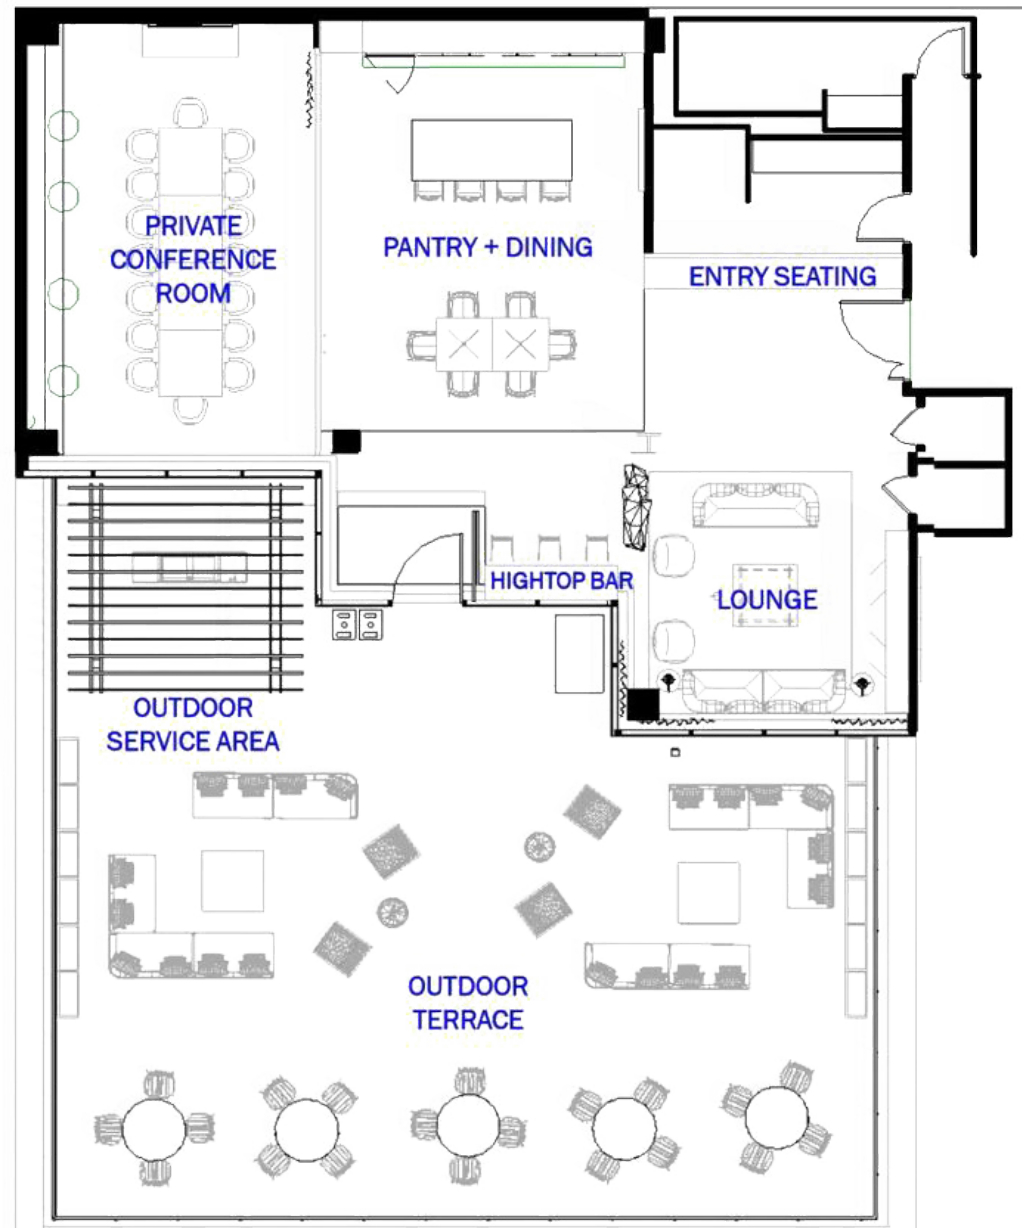 PRIVATE
CONFERENCE
ROOM
PANTRY + DINING
ENTRY SEATING
HIGHTOP BAR
LOUNGE
OUTDOOR
SERVICE AREA
OUTDOOR
TERRACE